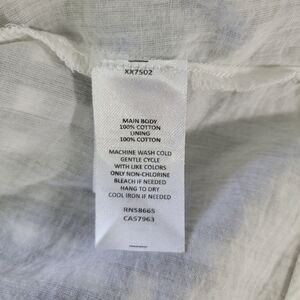 XX7502
MAIN BODY
100% COTTON
LINING
100% COTTON
MACHINE WASH COLD
GENTLE CYCLE
WITH LIKE COLORS
ONLY NON-CHLORINE
BLEACH IF NEEDED
HANG TO DRY
COOL IRON IF NEEDED
RN58665
CA57963